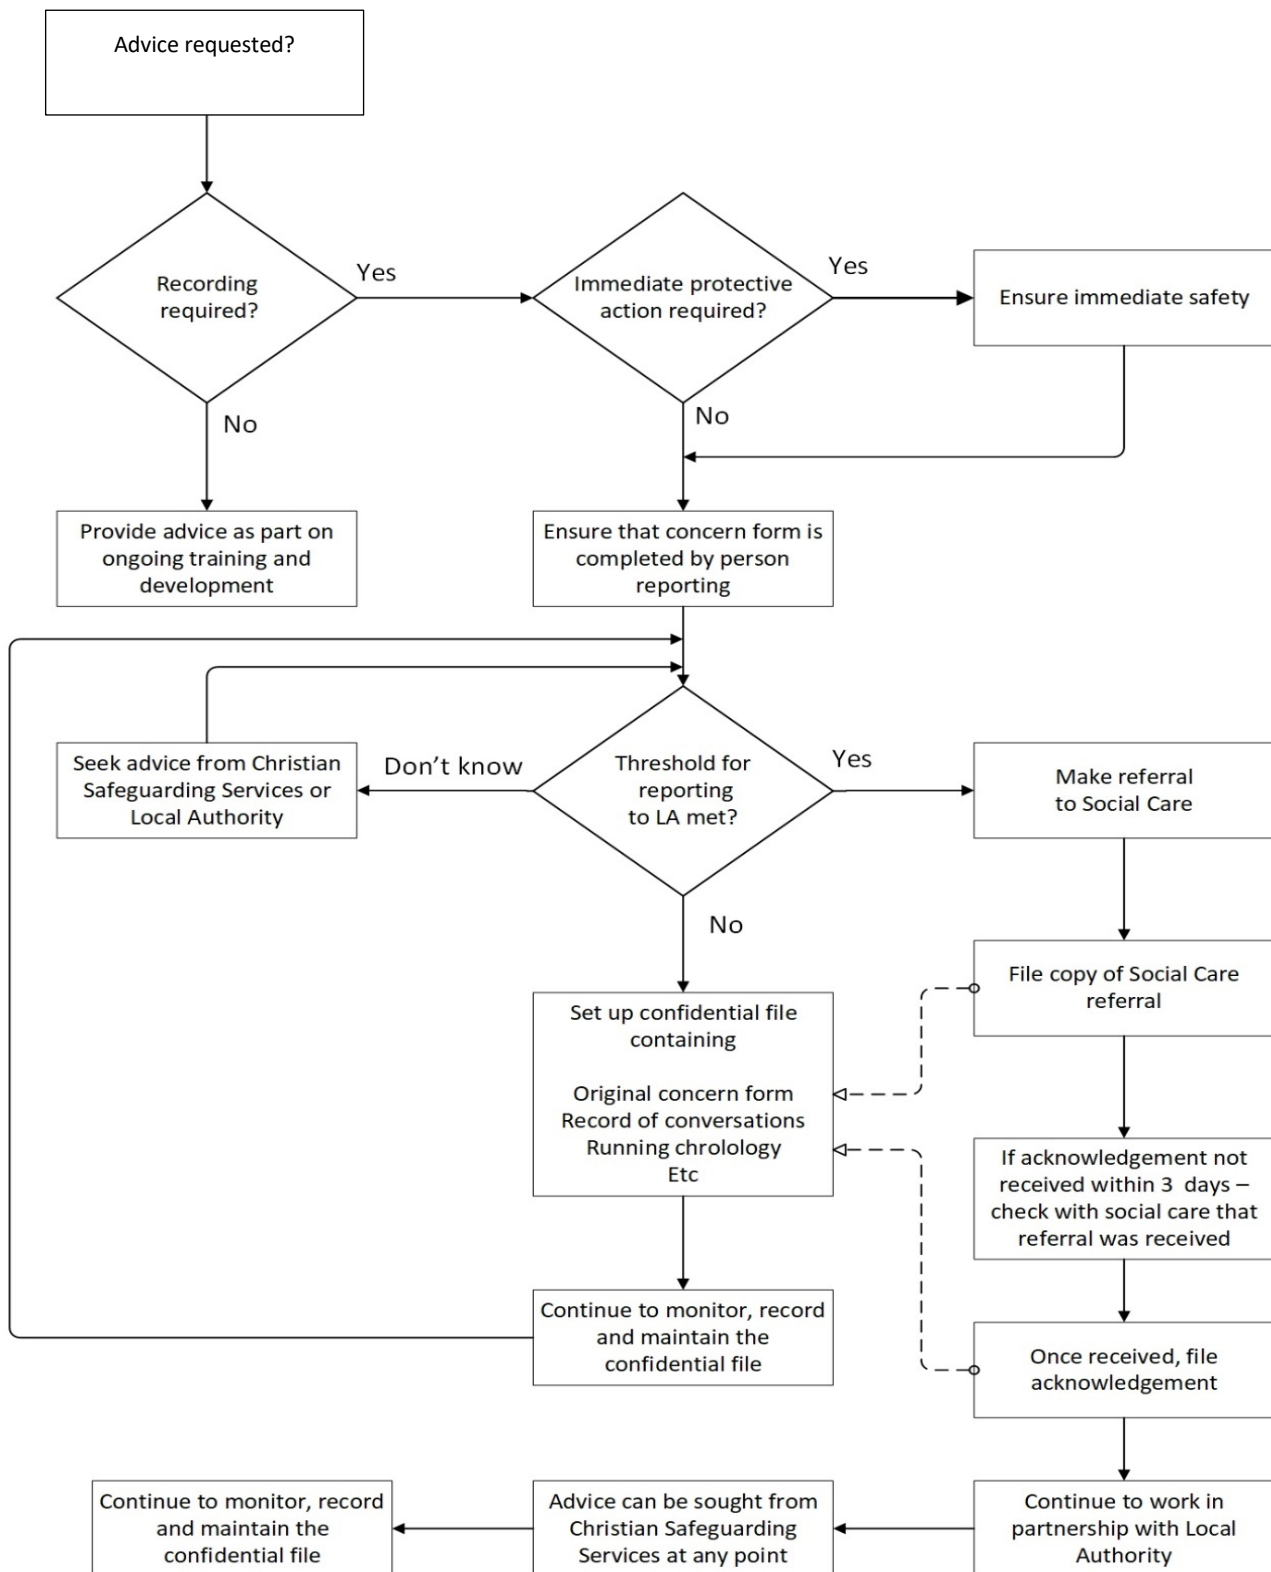 Advice requested?
Recording
required?
Yes
Immediate protective
action required?
Yes
Ensure immediate safety
No
No
Provide advice as part on
ongoing training and
development
Ensure that concern form is
completed by person
reporting
Seek advice from Christian
Safeguarding Services or
Local Authority
Don’t know
Threshold for
reporting
to LA met?
Yes
Make referral
to Social Care
No
File copy of Social Care
referral
Set up confidential file
containing
Original concern form
Record of conversations
Running chrolology
Etc
If acknowledgement not
received within 3 days –
check with social care that
referral was received
Continue to monitor, record
and maintain the
confidential file
Once received, file
acknowledgement
Continue to monitor, record
and maintain the
confidential file
Advice can be sought from
Christian Safeguarding
Services at any point
Continue to work in
partnership with Local
Authority